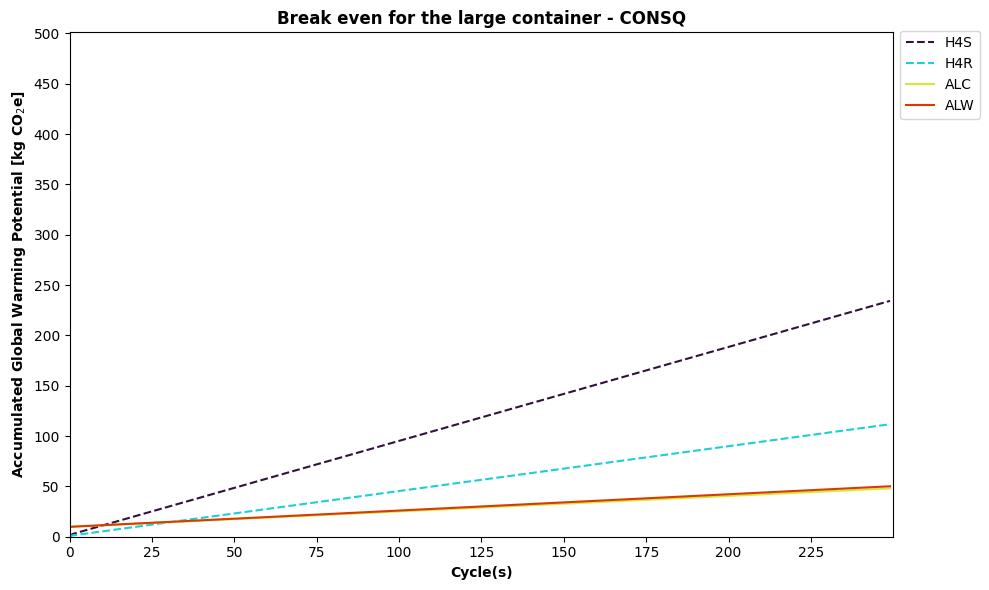 Break even for the large container - CONSQ
H4S
H4R
ALC
ALW
Accumulated Global Warming Potential [kg CO₂e]
500
450
400
350
300
250
200
150
100
50
0
0 25 50 75 100 125 150 175 200 225
Cycle(s)